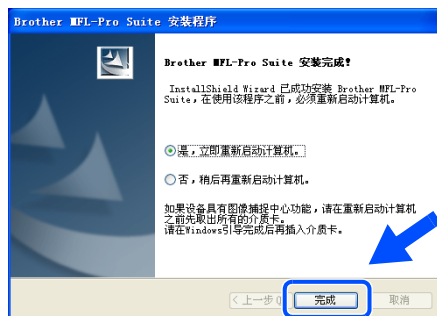 Brother MFL-Pro Suite 安装程序
Brother MFL-Pro Suite 安装完成!
InstallShield Wizard 已成功安装 Brother MFL-Pro
Suite,在使用该程序之前,必须重新启动计算机。
是,立即重新启动计算机。
否,稍后再重新启动计算机。
如果设备具有图像捕捉中心功能,请在重新启动计算机
之前先取出所有的介质卡。
请在Windows引导完成后再插入介质卡。
< 上一步
完成
取消